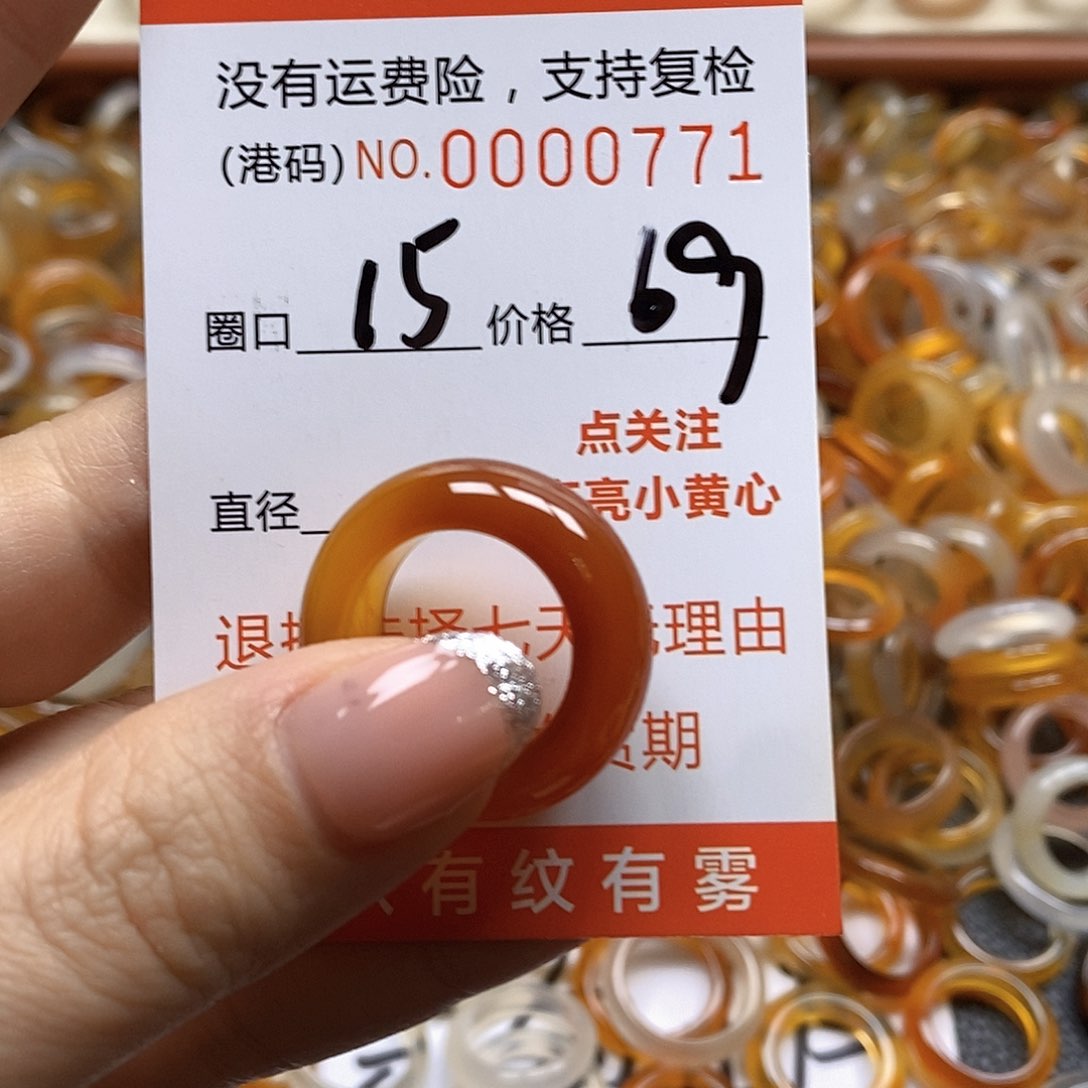 没有运费险，支持复检
(港码) NO.0000771
圈口 15 价格 69
点关注
亮小黄心
直径
退 七天 理由
期
有纹有雾